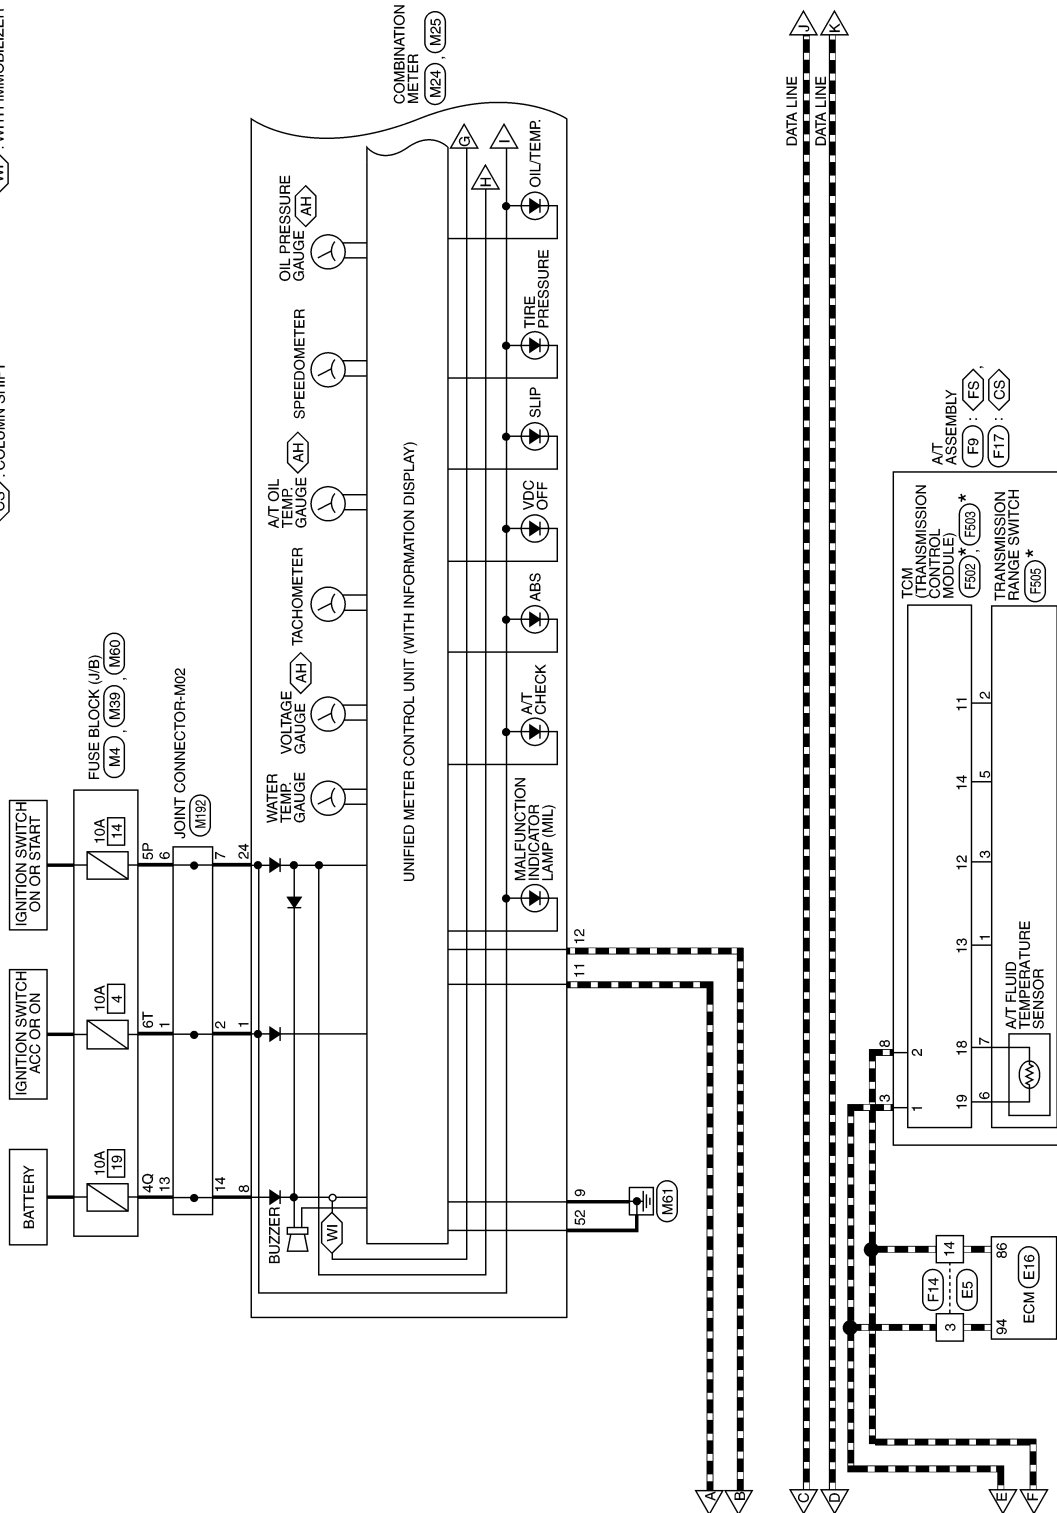 WI : WITH IMMOBILIZER
CS : COLUMN SHIFT
BATTERY
IGNITION SWITCH
ACC OR ON
IGNITION SWITCH
ON OR START
10A
19
10A
4
10A
14
FUSE BLOCK (J/B)
M4 , M39 , M60
4Q
6T
5P
13
1
6
JOINT CONNECTOR-M02
M192
14
2
7
8
1
24
COMBINATION
METER
M24 , M25
BUZZER
WI
WATER
TEMP.
GAUGE
VOLTAGE
GAUGE
AH
TACHOMETER
A/T OIL
TEMP.
GAUGE
AH
SPEEDOMETER
OIL PRESSURE
GAUGE
AH
UNIFIED METER CONTROL UNIT (WITH INFORMATION DISPLAY)
G
H
I
MALFUNCTION
INDICATOR
LAMP (MIL)
A/T
CHECK
ABS
VDC
OFF
SLIP
TIRE
PRESSURE
OIL/TEMP.
52
9
11
12
M61
A
B
C
DATA LINE
J
D
DATA LINE
K
E
F
F14
E5
3
14
94
86
ECM E16
A/T
ASSEMBLY
F9 : FS ,
F17 : CS
3
8
1
2
TCM
(TRANSMISSION
CONTROL
MODULE)
F502 * , F503 *
19
18
13
12
14
11
6
7
1
3
5
2
A/T FLUID
TEMPERATURE
SENSOR
TRANSMISSION
RANGE SWITCH
F505 *